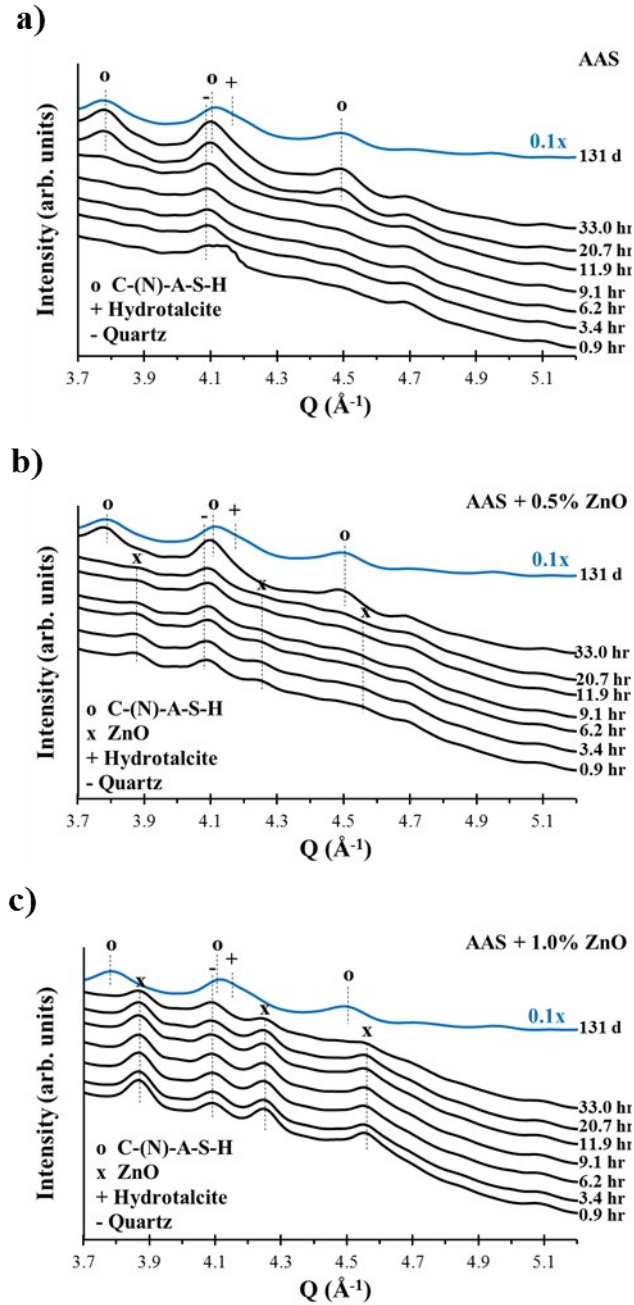 a)
AAS
o
o
+
-
o
0.1x
131 d
33.0 hr
20.7 hr
11.9 hr
9.1 hr
6.2 hr
3.4 hr
0.9 hr
o C-(N)-A-S-H
+ Hydrotalcite
- Quartz
Intensity (arb. units)
3.7 3.9 4.1 4.3 4.5 4.7 4.9 5.1
Q (Å⁻¹)
b)
AAS + 0.5% ZnO
o
o
- +
o
x
x
x
0.1x
131 d
33.0 hr
20.7 hr
11.9 hr
9.1 hr
6.2 hr
3.4 hr
0.9 hr
o C-(N)-A-S-H
x ZnO
+ Hydrotalcite
- Quartz
Intensity (arb. units)
3.7 3.9 4.1 4.3 4.5 4.7 4.9 5.1
Q (Å⁻¹)
c)
AAS + 1.0% ZnO
o
o
- +
o
x
x
x
0.1x
131 d
33.0 hr
20.7 hr
11.9 hr
9.1 hr
6.2 hr
3.4 hr
0.9 hr
o C-(N)-A-S-H
x ZnO
+ Hydrotalcite
- Quartz
Intensity (arb. units)
3.7 3.9 4.1 4.3 4.5 4.7 4.9 5.1
Q (Å⁻¹)